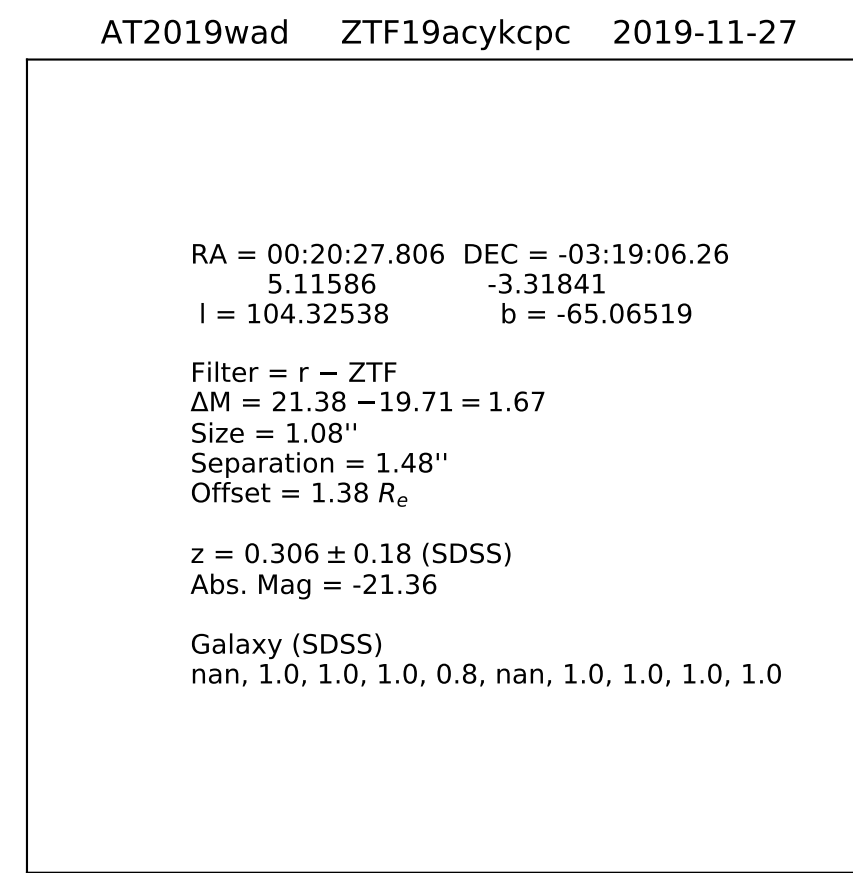 AT2019wad ZTF19acykcpc 2019-11-27
RA = 00:20:27.806 DEC = -03:19:06.26
5.11586 -3.31841
l = 104.32538 b = -65.06519
Filter = r − ZTF
ΔM = 21.38 −19.71 = 1.67
Size = 1.08''
Separation = 1.48''
Offset = 1.38 Rₑ
z = 0.306 ± 0.18 (SDSS)
Abs. Mag = -21.36
Galaxy (SDSS)
nan, 1.0, 1.0, 1.0, 0.8, nan, 1.0, 1.0, 1.0, 1.0